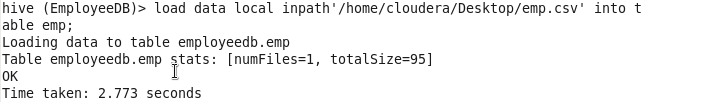 hive (EmployeeDB)> load data local inpath'/home/cloudera/Desktop/emp.csv' into t
able emp;
Loading data to table employeedb.emp
Table employeedb.emp stats: [numFiles=1, totalSize=95]
OK
Time taken: 2.773 seconds